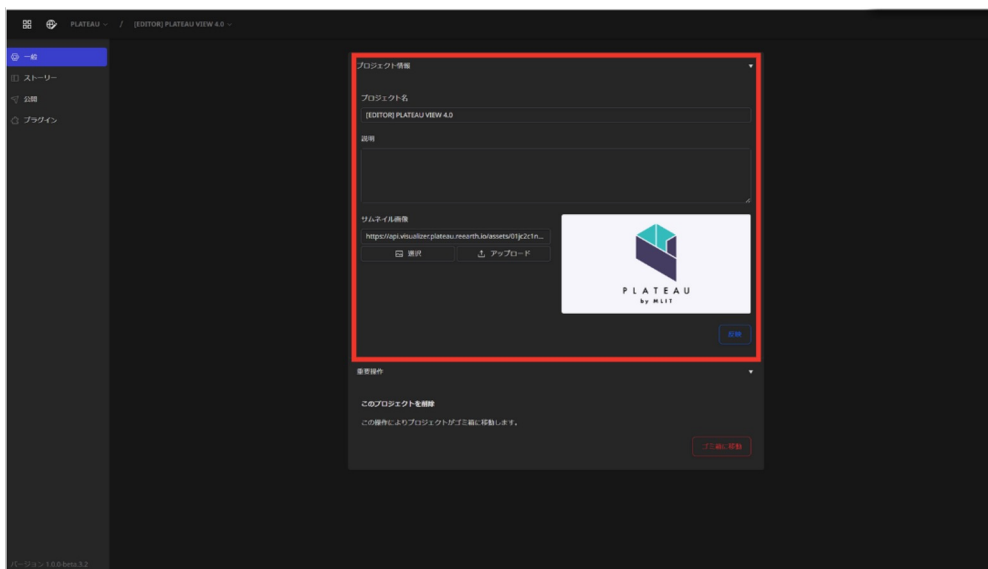 PLATEAU / [EDITOR] PLATEAU VIEW 4.0
一般
ストーリー
公開
プラグイン
プロジェクト情報
プロジェクト名
[EDITOR] PLATEAU VIEW 4.0
説明
サムネイル画像
https://api.visualizer.plateau.reearth.io/assets/01jc2c1n...
選択 アップロード
PLATEAU
by MLIT
重要操作
このプロジェクトを削除
この操作によりプロジェクトがゴミ箱に移動します。
ゴミ箱に移動
バージョン 1.0.0-beta.3.2